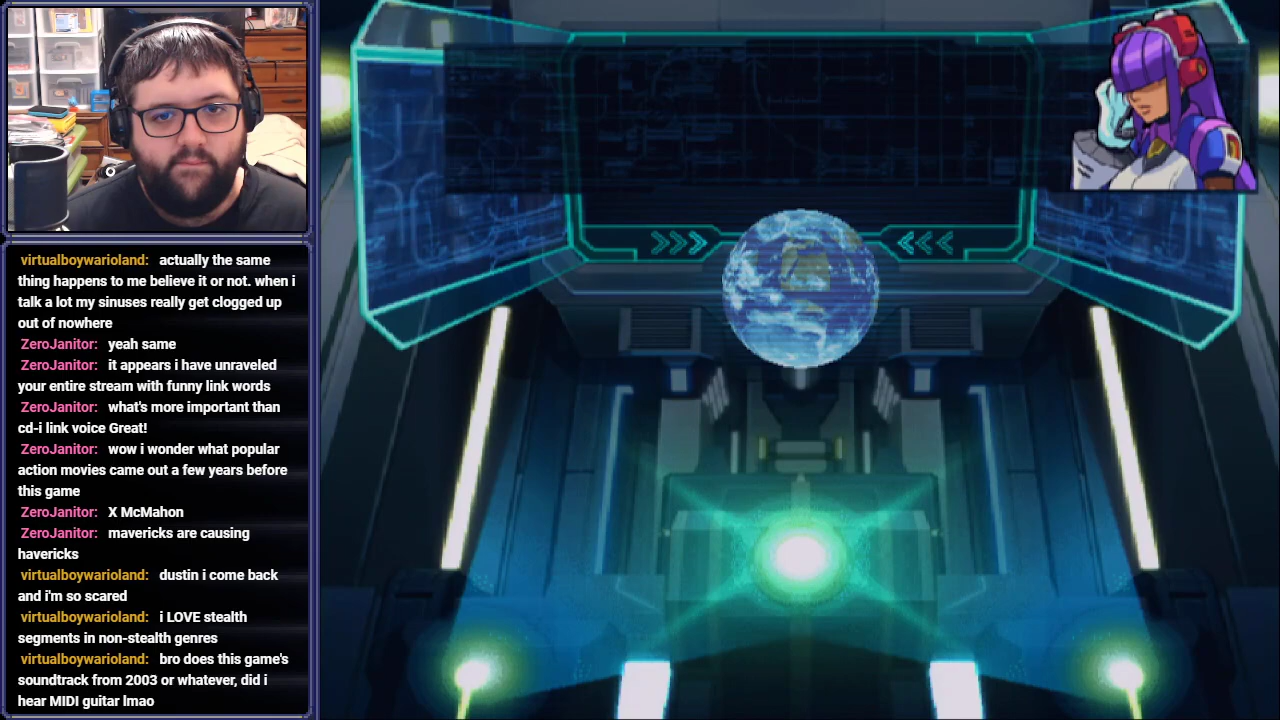 virtualboywarioland: actually the same
thing happens to me believe it or not. when i
talk a lot my sinuses really get clogged up
out of nowhere
ZeroJanitor: yeah same
ZeroJanitor: it appears i have unraveled
your entire stream with funny link words
ZeroJanitor: what's more important than
cd-i link voice Great!
ZeroJanitor: wow i wonder what popular
action movies came out a few years before
this game
ZeroJanitor: X McMahon
ZeroJanitor: mavericks are causing
havericks
virtualboywarioland: dustin i come back
and i'm so scared
virtualboywarioland: i LOVE stealth
segments in non-stealth genres
virtualboywarioland: bro does this game's
soundtrack from 2003 or whatever, did i
hear MIDI guitar lmao